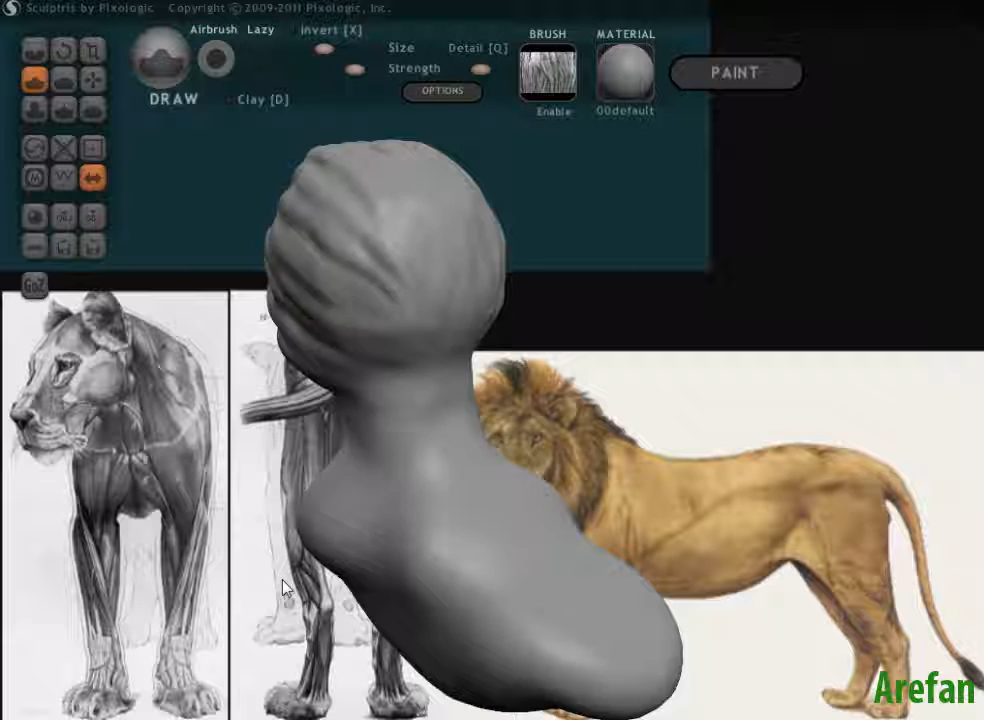 Sculptris by Pixologic Copyright © 2009-2011 Pixologic, Inc.
Airbrush Lazy Invert [X]
Size Detail [Q]
Strength
OPTIONS
DRAW
Clay [D]
BRUSH
MATERIAL
Enable
00default
PAINT
GoZ
Arefan